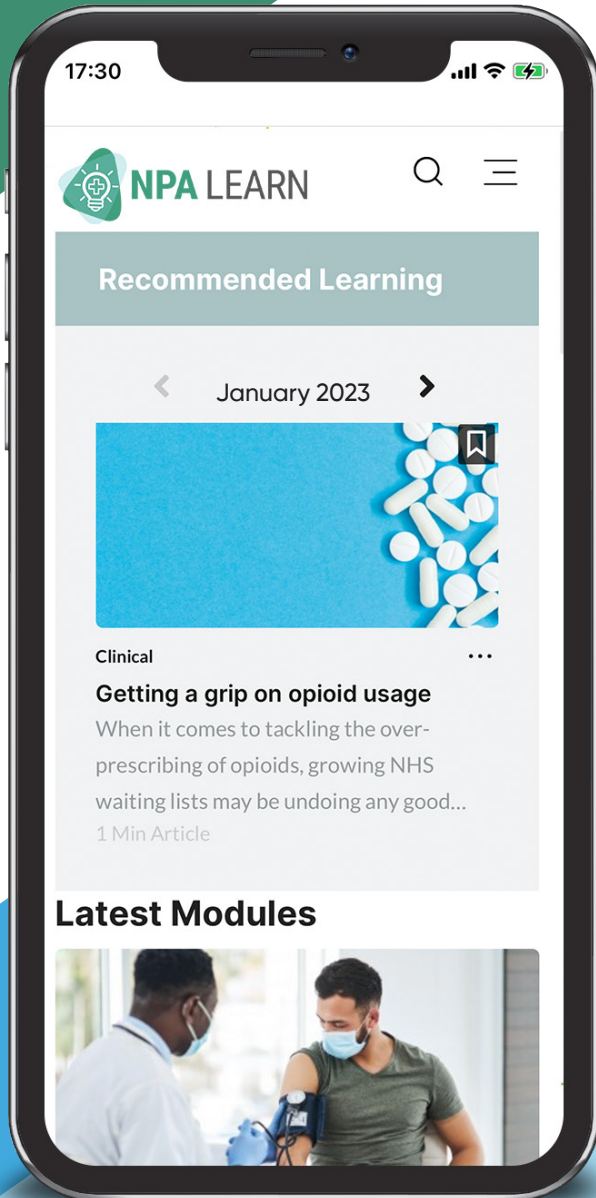 17:30
NPA LEARN
Recommended Learning
January 2023
Clinical
Getting a grip on opioid usage
When it comes to tackling the over-
prescribing of opioids, growing NHS
waiting lists may be undoing any good...
1 Min Article
Latest Modules